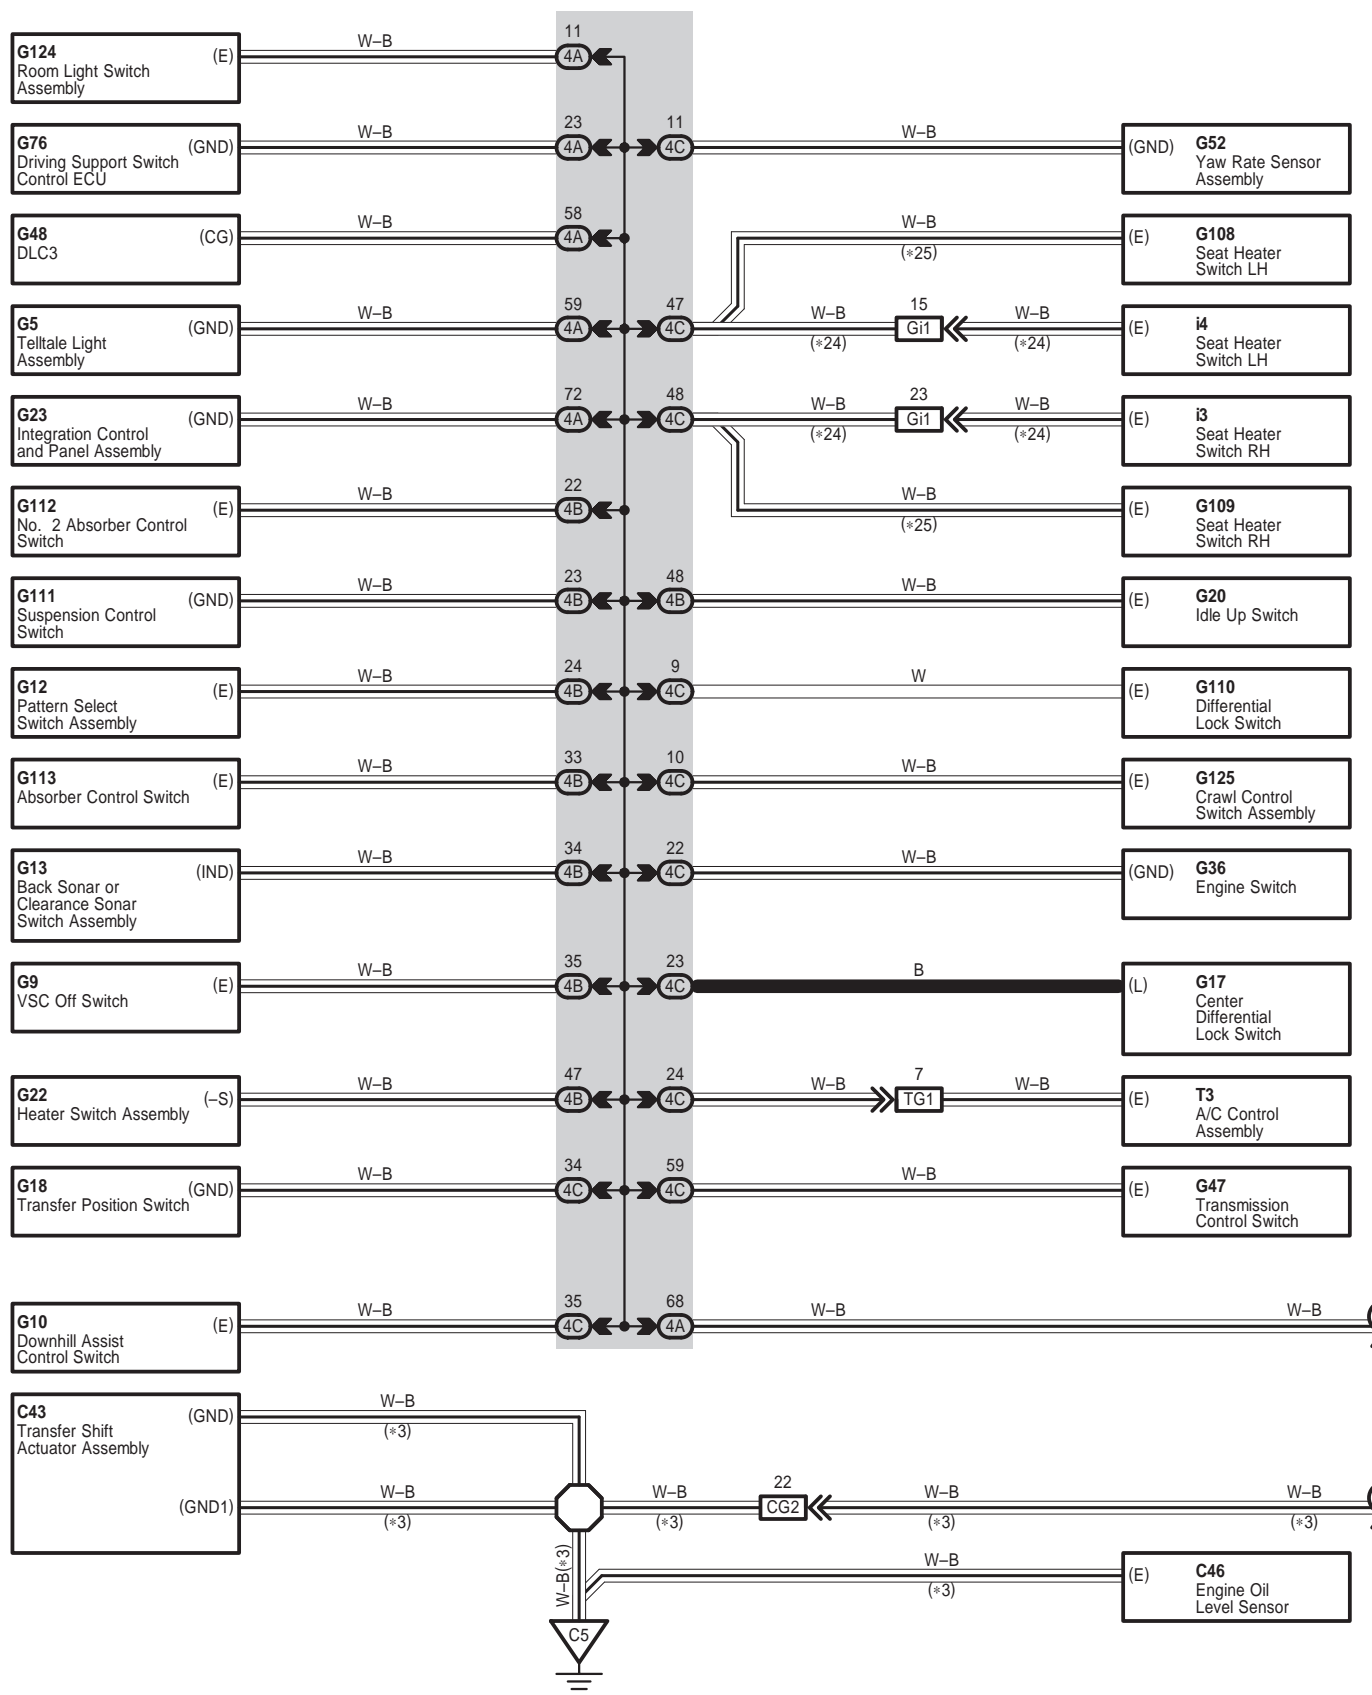 G124 (E) W–B 11 4A
Room Light Switch
Assembly
G76 (GND) W–B 23 4A 11 4C W–B (GND) G52
Driving Support Switch
Control ECU
Yaw Rate Sensor
Assembly
G48 (CG) W–B 58 4A W–B (∗25) (E) G108
DLC3
Seat Heater
Switch LH
G5 (GND) W–B 59 4A 47 4C W–B (∗24) 15 Gi1 W–B (∗24) (E) i4
Telltale Light
Assembly
Seat Heater
Switch LH
G23 (GND) W–B 72 4A 48 4C W–B (∗24) 23 Gi1 W–B (∗24) (E) i3
Integration Control
and Panel Assembly
Seat Heater
Switch RH
G112 (E) W–B 22 4B W–B (∗25) (E) G109
No. 2 Absorber Control
Switch
Seat Heater
Switch RH
G111 (GND) W–B 23 4B 48 4B W–B (E) G20
Suspension Control
Switch
Idle Up Switch
G12 (E) W–B 24 4B 9 4C W (E) G110
Pattern Select
Switch Assembly
Differential
Lock Switch
G113 (E) W–B 33 4B 10 4C W–B (E) G125
Absorber Control Switch
Crawl Control
Switch Assembly
G13 (IND) W–B 34 4B 22 4C W–B (GND) G36
Back Sonar or
Clearance Sonar
Switch Assembly
Engine Switch
G9 (E) W–B 35 4B 23 4C B (L) G17
VSC Off Switch
Center
Differential
Lock Switch
G22 (–S) W–B 47 4B 24 4C W–B 7 TG1 W–B (E) T3
Heater Switch Assembly
A/C Control
Assembly
G18 (GND) W–B 34 4C 59 4C W–B (E) G47
Transfer Position Switch
Transmission
Control Switch
G10 (E) W–B 35 4C 68 4A W–B W–B
Downhill Assist
Control Switch
C43 (GND) W–B (∗3)
Transfer Shift
Actuator Assembly
(GND1) W–B (∗3) W–B (∗3) 22 CG2 W–B (∗3) W–B (∗3)
W–B(∗3)
W–B (∗3) (E) C46
Engine Oil
Level Sensor
C5